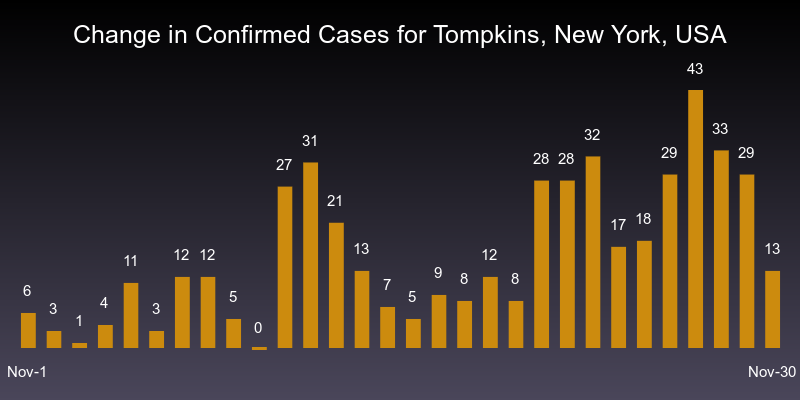 Change in Confirmed Cases for Tompkins, New York, USA
6 3 1 4 11 3 12 12 5 0 27 31 21 13 7 5 9 8 12 8 28 28 32 17 18 29 43 33 29 13
Nov-1 Nov-30